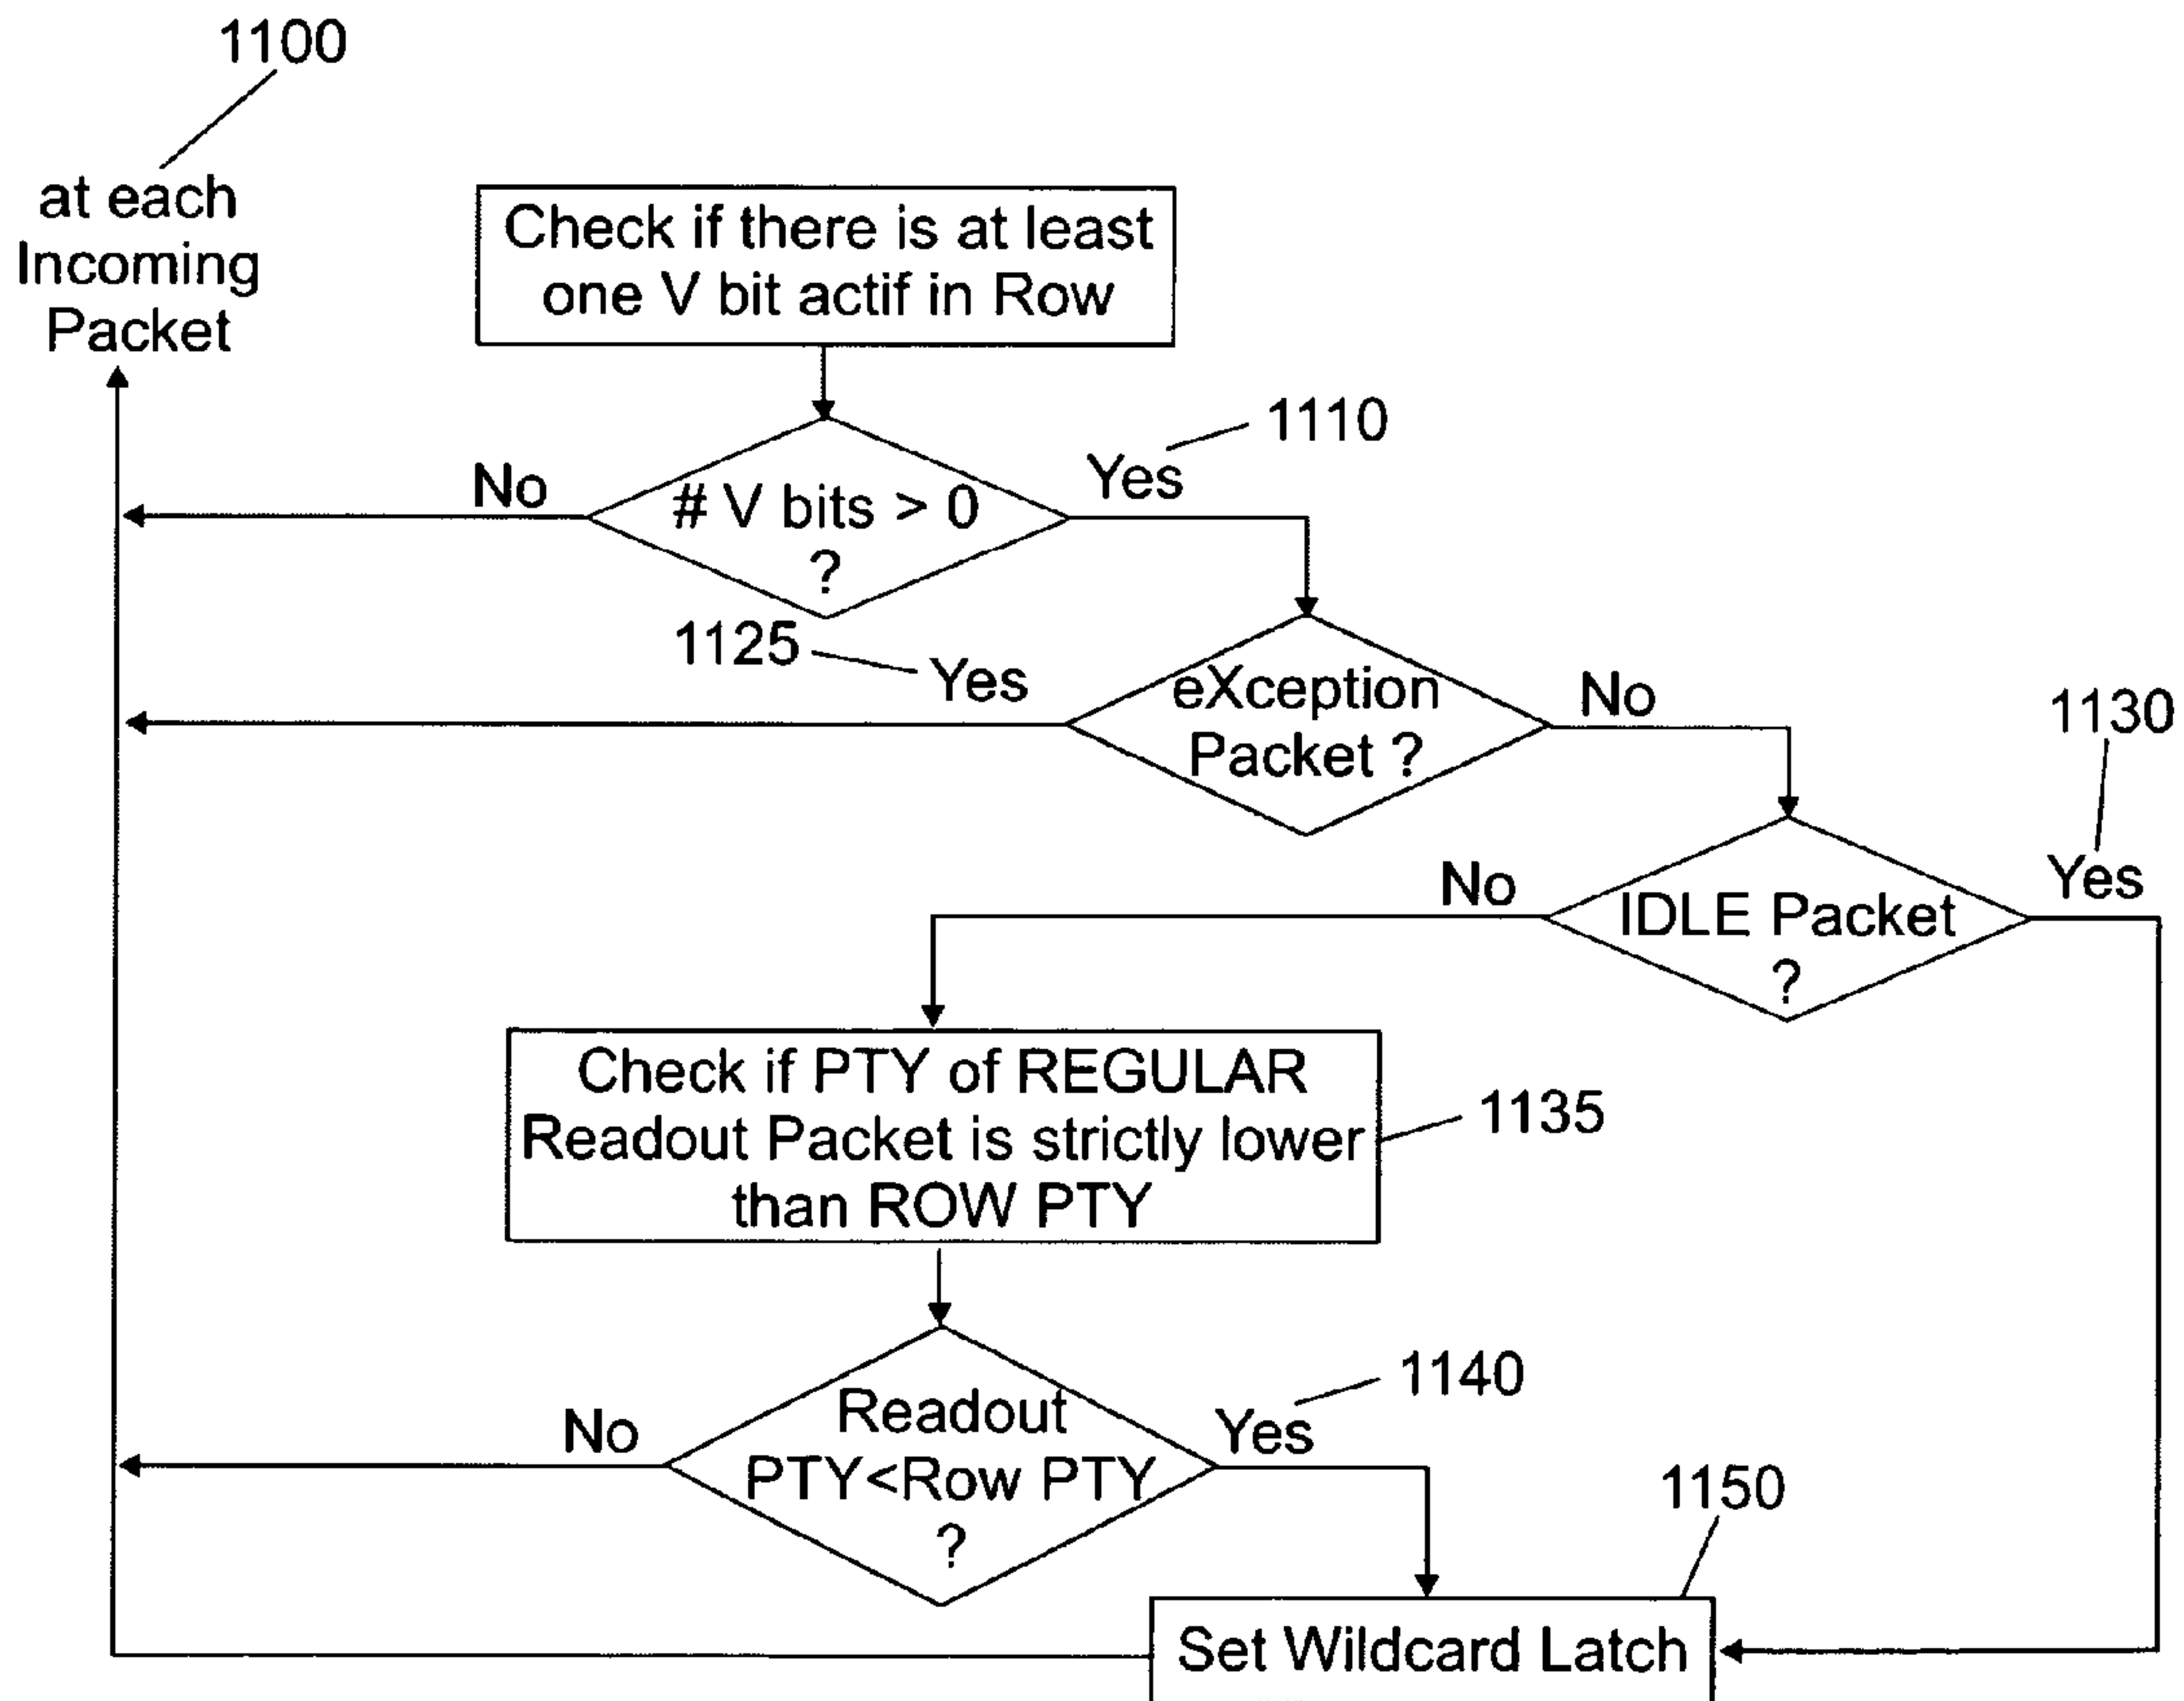 1100
at each
Incoming
Packet
Check if there is at least
one V bit actif in Row
1110
No
Yes
# V bits > 0
?
1125
Yes
eXception
Packet ?
No
1130
No
Yes
IDLE Packet
?
Check if PTY of REGULAR
Readout Packet is strictly lower
than ROW PTY
1135
1140
No
Readout
PTY<Row PTY
?
Yes
1150
Set Wildcard Latch